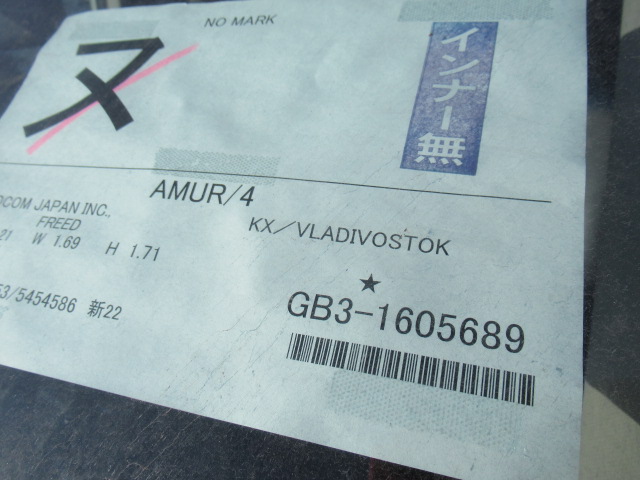 NO MARK
ヌ
インナー無
AMUR/4
OCOM JAPAN INC.,
KX/VLADIVOSTOK
FREED
21 W 1.69 H 1.71
★
53/5454586 新22
GB3-1605689